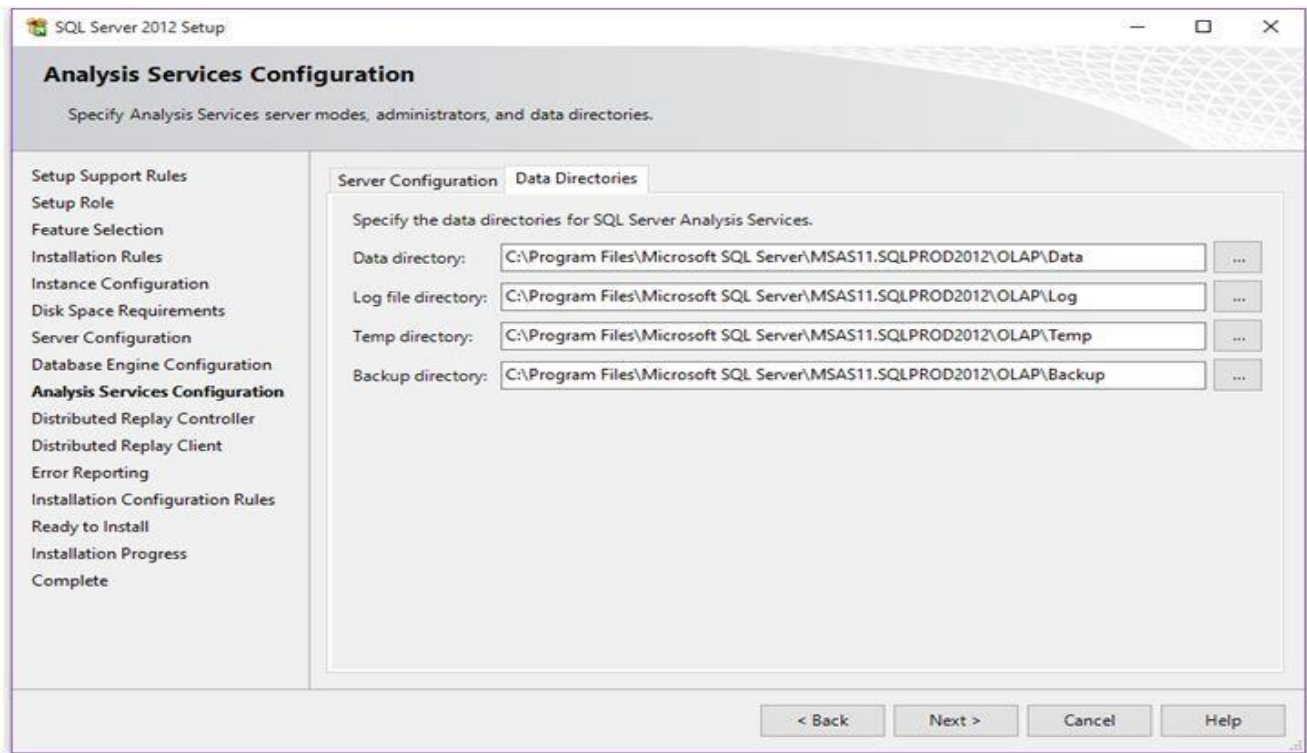 SQL Server 2012 Setup
Analysis Services Configuration
Specify Analysis Services server modes, administrators, and data directories.
Setup Support Rules
Setup Role
Feature Selection
Installation Rules
Instance Configuration
Disk Space Requirements
Server Configuration
Database Engine Configuration
Analysis Services Configuration
Distributed Replay Controller
Distributed Replay Client
Error Reporting
Installation Configuration Rules
Ready to Install
Installation Progress
Complete
Server Configuration Data Directories
Specify the data directories for SQL Server Analysis Services.
Data directory: C:\Program Files\Microsoft SQL Server\MSAS11.SQLPROD2012\OLAP\Data ...
Log file directory: C:\Program Files\Microsoft SQL Server\MSAS11.SQLPROD2012\OLAP\Log ...
Temp directory: C:\Program Files\Microsoft SQL Server\MSAS11.SQLPROD2012\OLAP\Temp ...
Backup directory: C:\Program Files\Microsoft SQL Server\MSAS11.SQLPROD2012\OLAP\Backup ...
< Back Next > Cancel Help